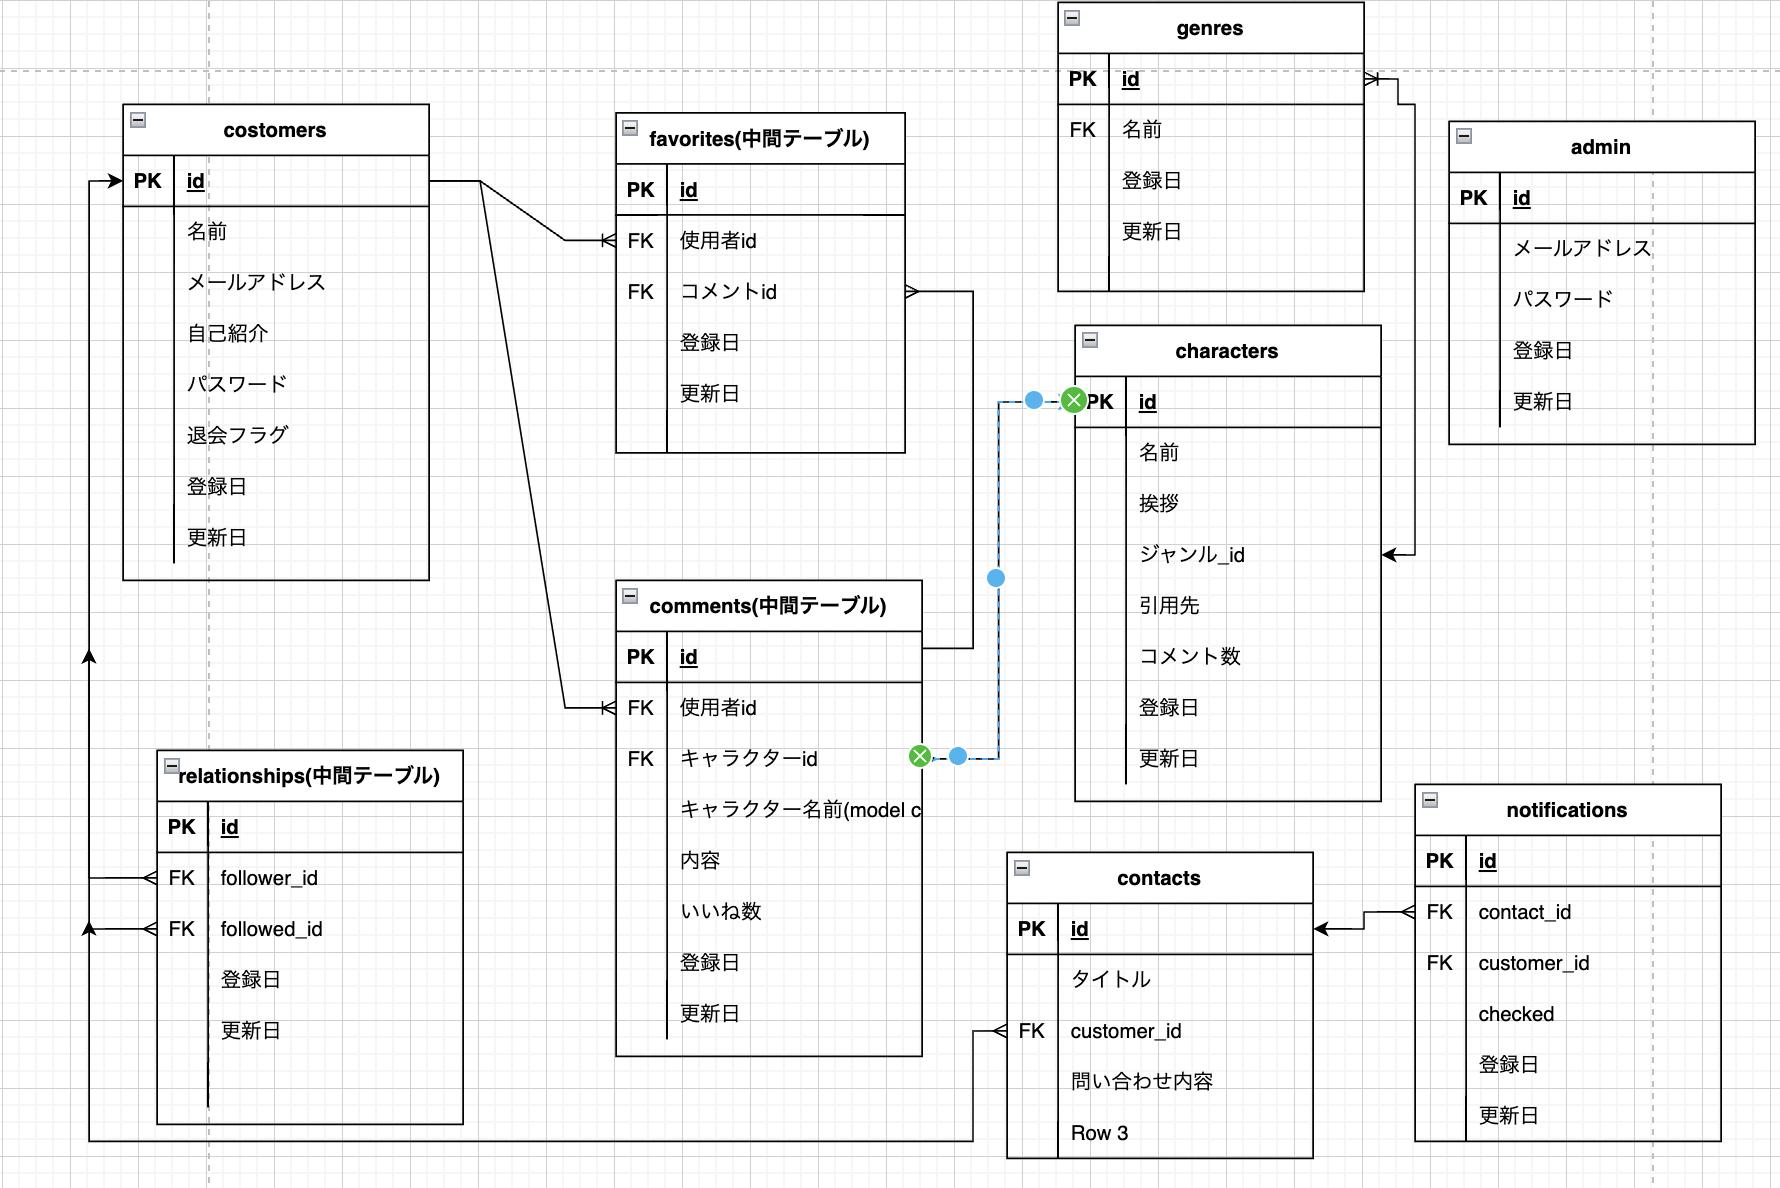 costomers
PK id
名前
メールアドレス
自己紹介
パスワード
退会フラグ
登録日
更新日
favorites(中間テーブル)
PK id
FK 使用者id
FK コメントid
登録日
更新日
genres
PK id
FK 名前
登録日
更新日
admin
PK id
メールアドレス
パスワード
登録日
更新日
characters
PK id
名前
挨拶
ジャンル_id
引用先
コメント数
登録日
更新日
comments(中間テーブル)
PK id
FK 使用者id
FK キャラクターid
キャラクター名前(model c
内容
いいね数
登録日
更新日
relationships(中間テーブル)
PK id
FK follower_id
FK followed_id
登録日
更新日
contacts
PK id
タイトル
FK customer_id
問い合わせ内容
Row 3
notifications
PK id
FK contact_id
FK customer_id
checked
登録日
更新日